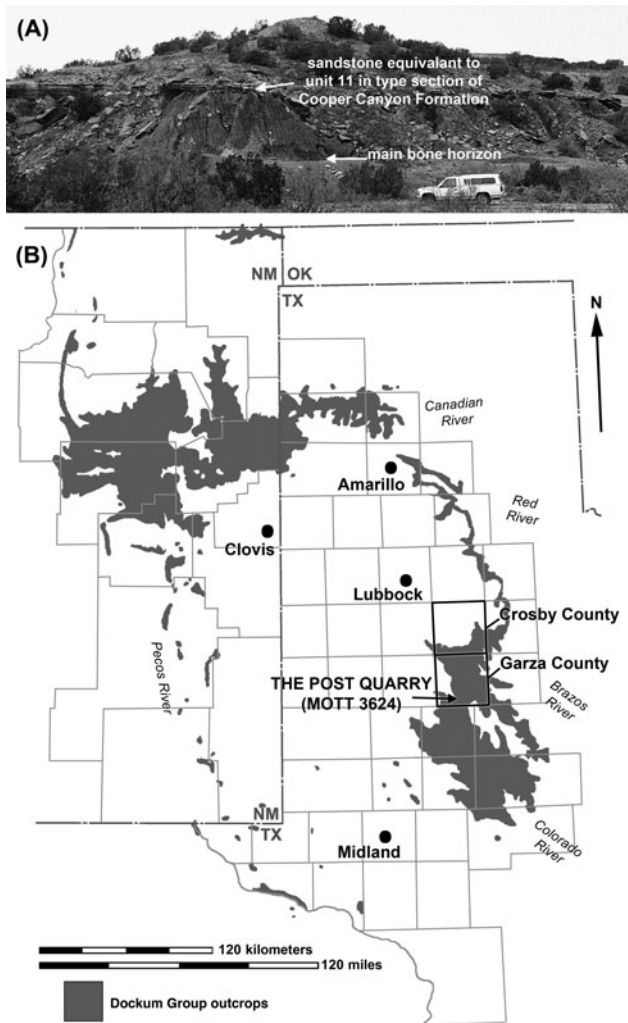 (A)
sandstone equivalant to
unit 11 in type section of
Cooper Canyon Formation
main bone horizon
(B)
NM OK
TX
N
Canadian
River
Amarillo
Red
River
Clovis
Lubbock
Crosby County
Garza County
Pecos River
THE POST QUARRY
(MOTT 3624)
Brazos
River
NM
TX
Midland
Colorado
River
120 kilometers
120 miles
Dockum Group outcrops